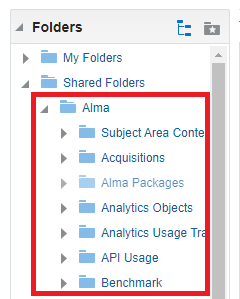 Folders
My Folders
Shared Folders
Alma
Subject Area Conte
Acquisitions
Alma Packages
Analytics Objects
Analytics Usage Tra
API Usage
Benchmark